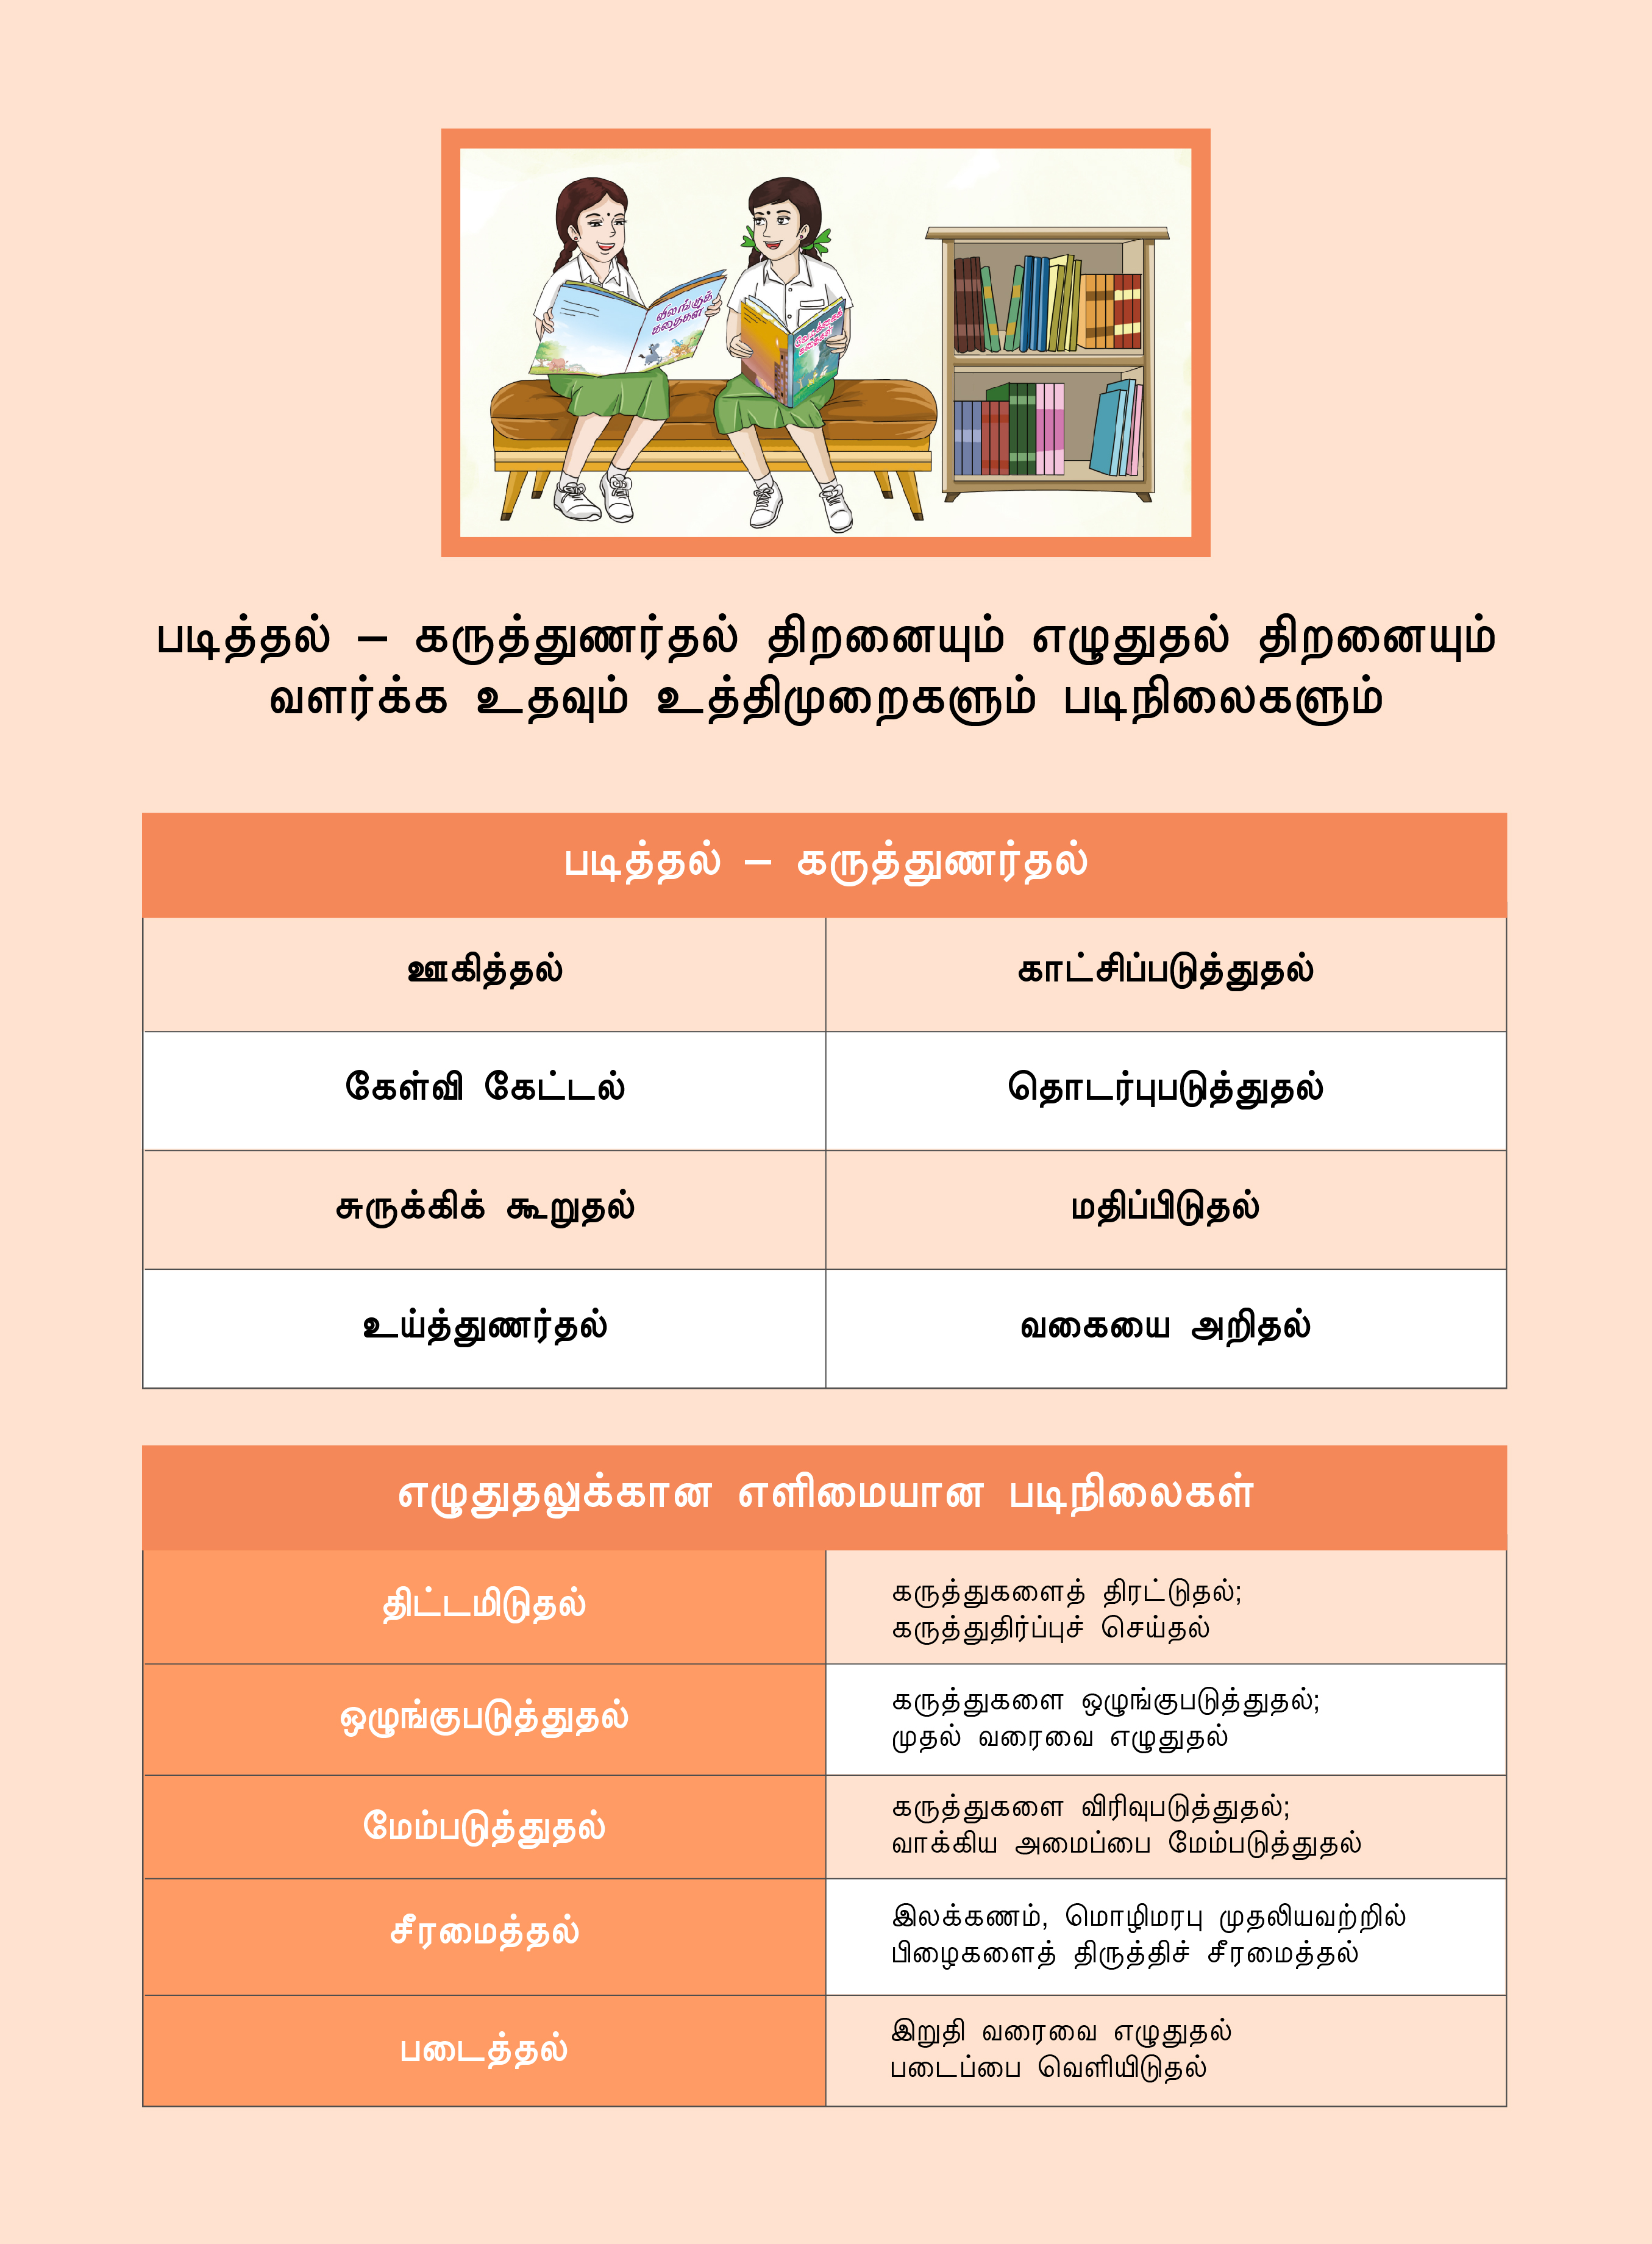 விலங்குக்
கதைகள்
படித்தல் – கருத்துணர்தல் திறனையும் எழுதுதல் திறனையும்
வளர்க்க உதவும் உத்திமுறைகளும் படிநிலைகளும்
படித்தல் – கருத்துணர்தல்
ஊகித்தல் காட்சிப்படுத்துதல்
கேள்வி கேட்டல் தொடர்புபடுத்துதல்
சுருக்கிக் கூறுதல் மதிப்பிடுதல்
உய்த்துணர்தல் வகையை அறிதல்
எழுதுதலுக்கான எளிமையான படிநிலைகள்
திட்டமிடுதல்
கருத்துகளைத் திரட்டுதல்;
கருத்துதிர்ப்புச் செய்தல்
ஒழுங்குபடுத்துதல்
கருத்துகளை ஒழுங்குபடுத்துதல்;
முதல் வரைவை எழுதுதல்
மேம்படுத்துதல்
கருத்துகளை விரிவுபடுத்துதல்;
வாக்கிய அமைப்பை மேம்படுத்துதல்
சீரமைத்தல்
இலக்கணம், மொழிமரபு முதலியவற்றில்
பிழைகளைத் திருத்திச் சீரமைத்தல்
படைத்தல்
இறுதி வரைவை எழுதுதல்
படைப்பை வெளியிடுதல்